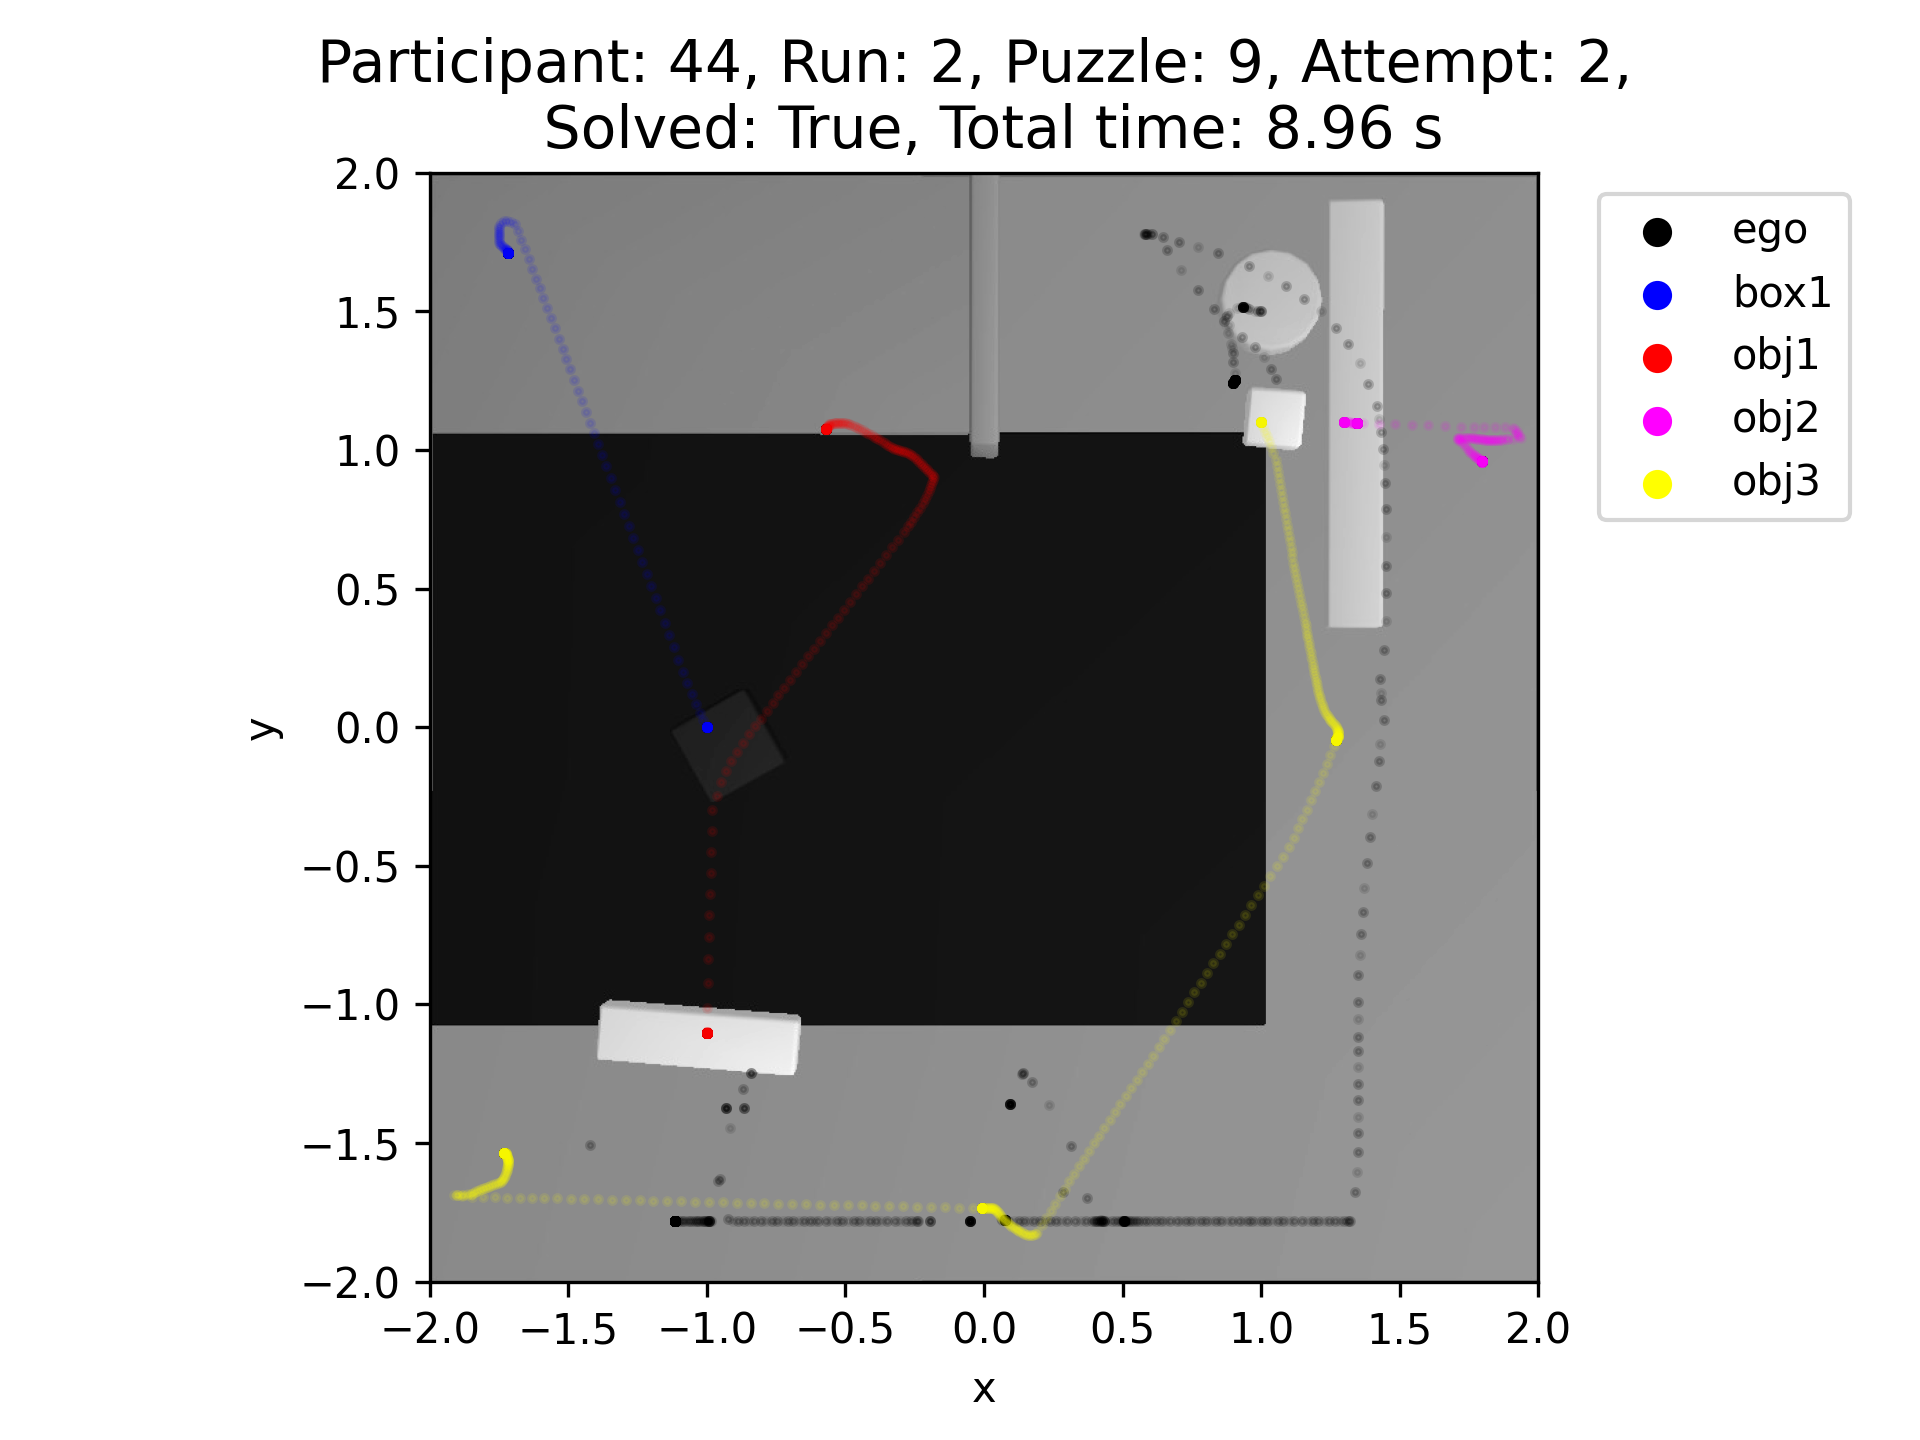 Participant: 44, Run: 2, Puzzle: 9, Attempt: 2,
Solved: True, Total time: 8.96 s
2.0
1.5
1.0
0.5
0.0
−0.5
−1.0
−1.5
−2.0
y
−2.0 −1.5 −1.0 −0.5 0.0 0.5 1.0 1.5 2.0
x
ego
box1
obj1
obj2
obj3